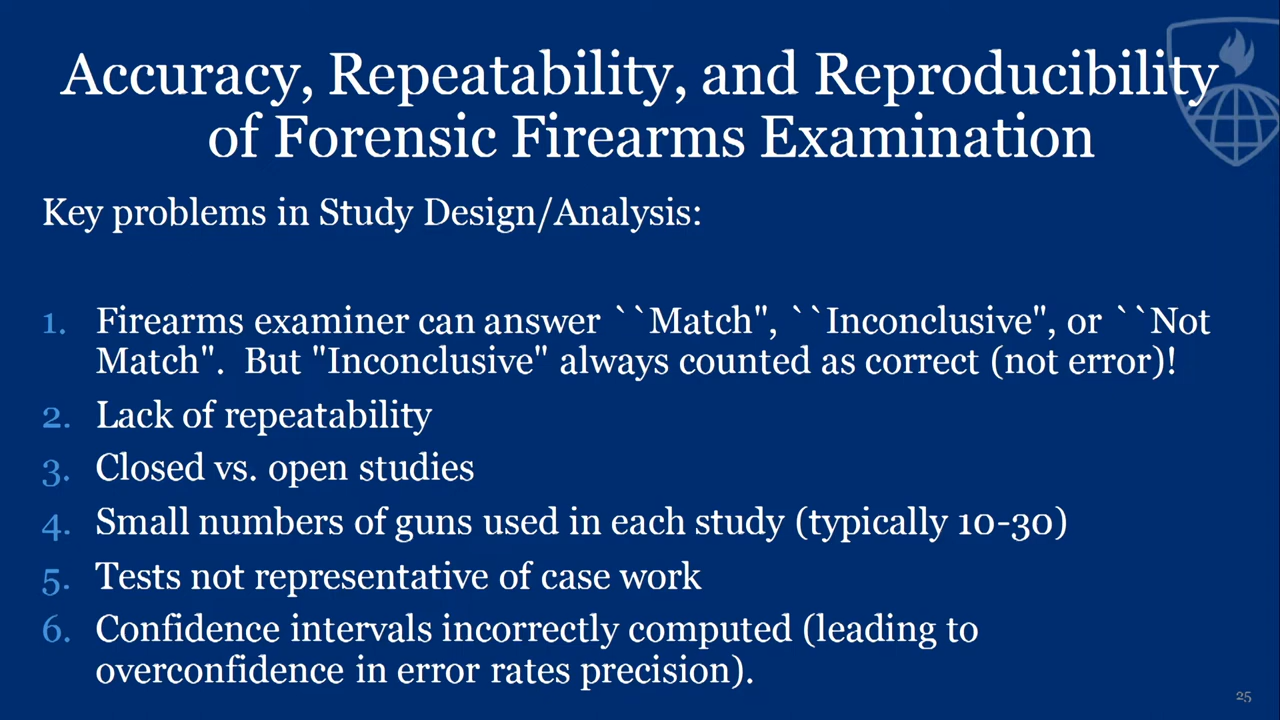 Accuracy, Repeatability, and Reproducibility
of Forensic Firearms Examination
Key problems in Study Design/Analysis:
1. Firearms examiner can answer ``Match", ``Inconclusive", or ``Not
Match". But "Inconclusive" always counted as correct (not error)!
2. Lack of repeatability
3. Closed vs. open studies
4. Small numbers of guns used in each study (typically 10-30)
5. Tests not representative of case work
6. Confidence intervals incorrectly computed (leading to
overconfidence in error rates precision).
25